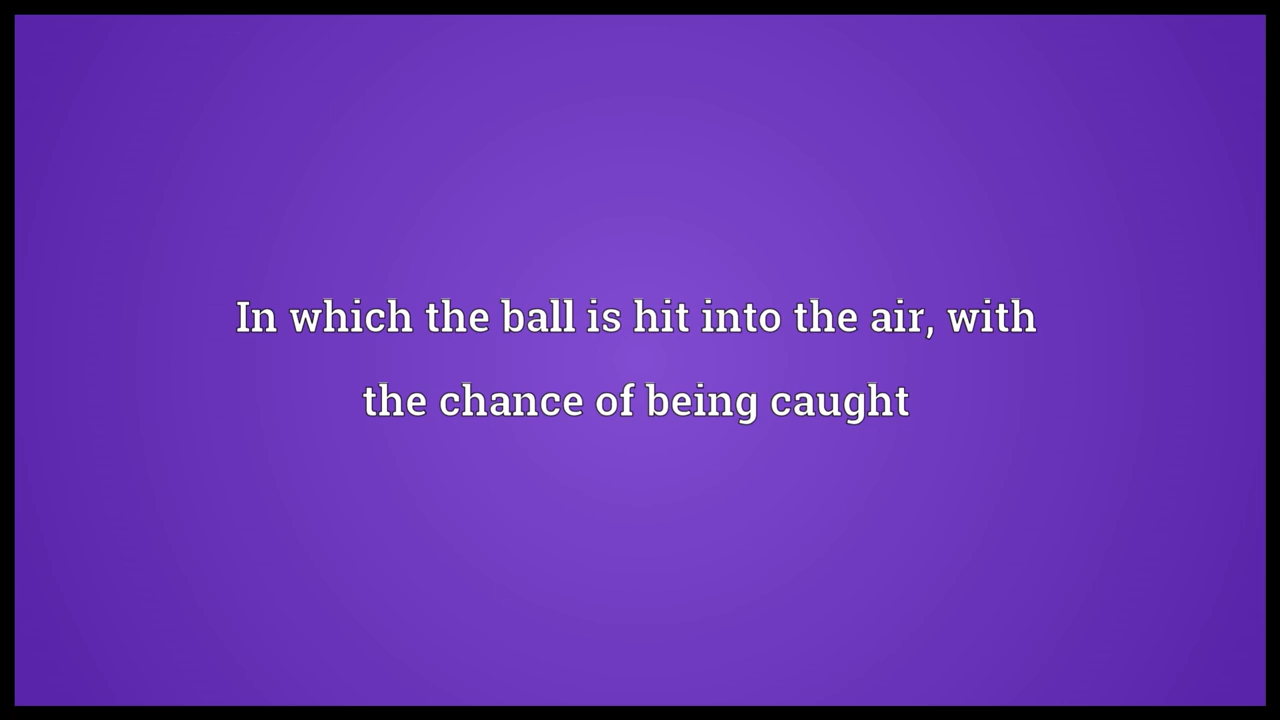 In which the ball is hit into the air, with
the chance of being caught